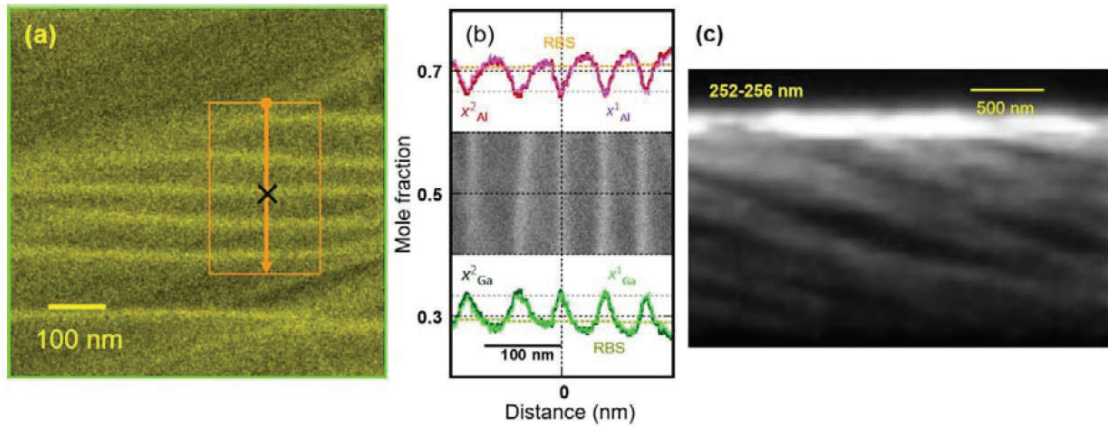 (a)
100 nm
(b)
RBS
0.7
x²Al
x¹Al
Mole fraction
0.5
x²Ga
x¹Ga
0.3
RBS
100 nm
0
Distance (nm)
(c)
252-256 nm
500 nm